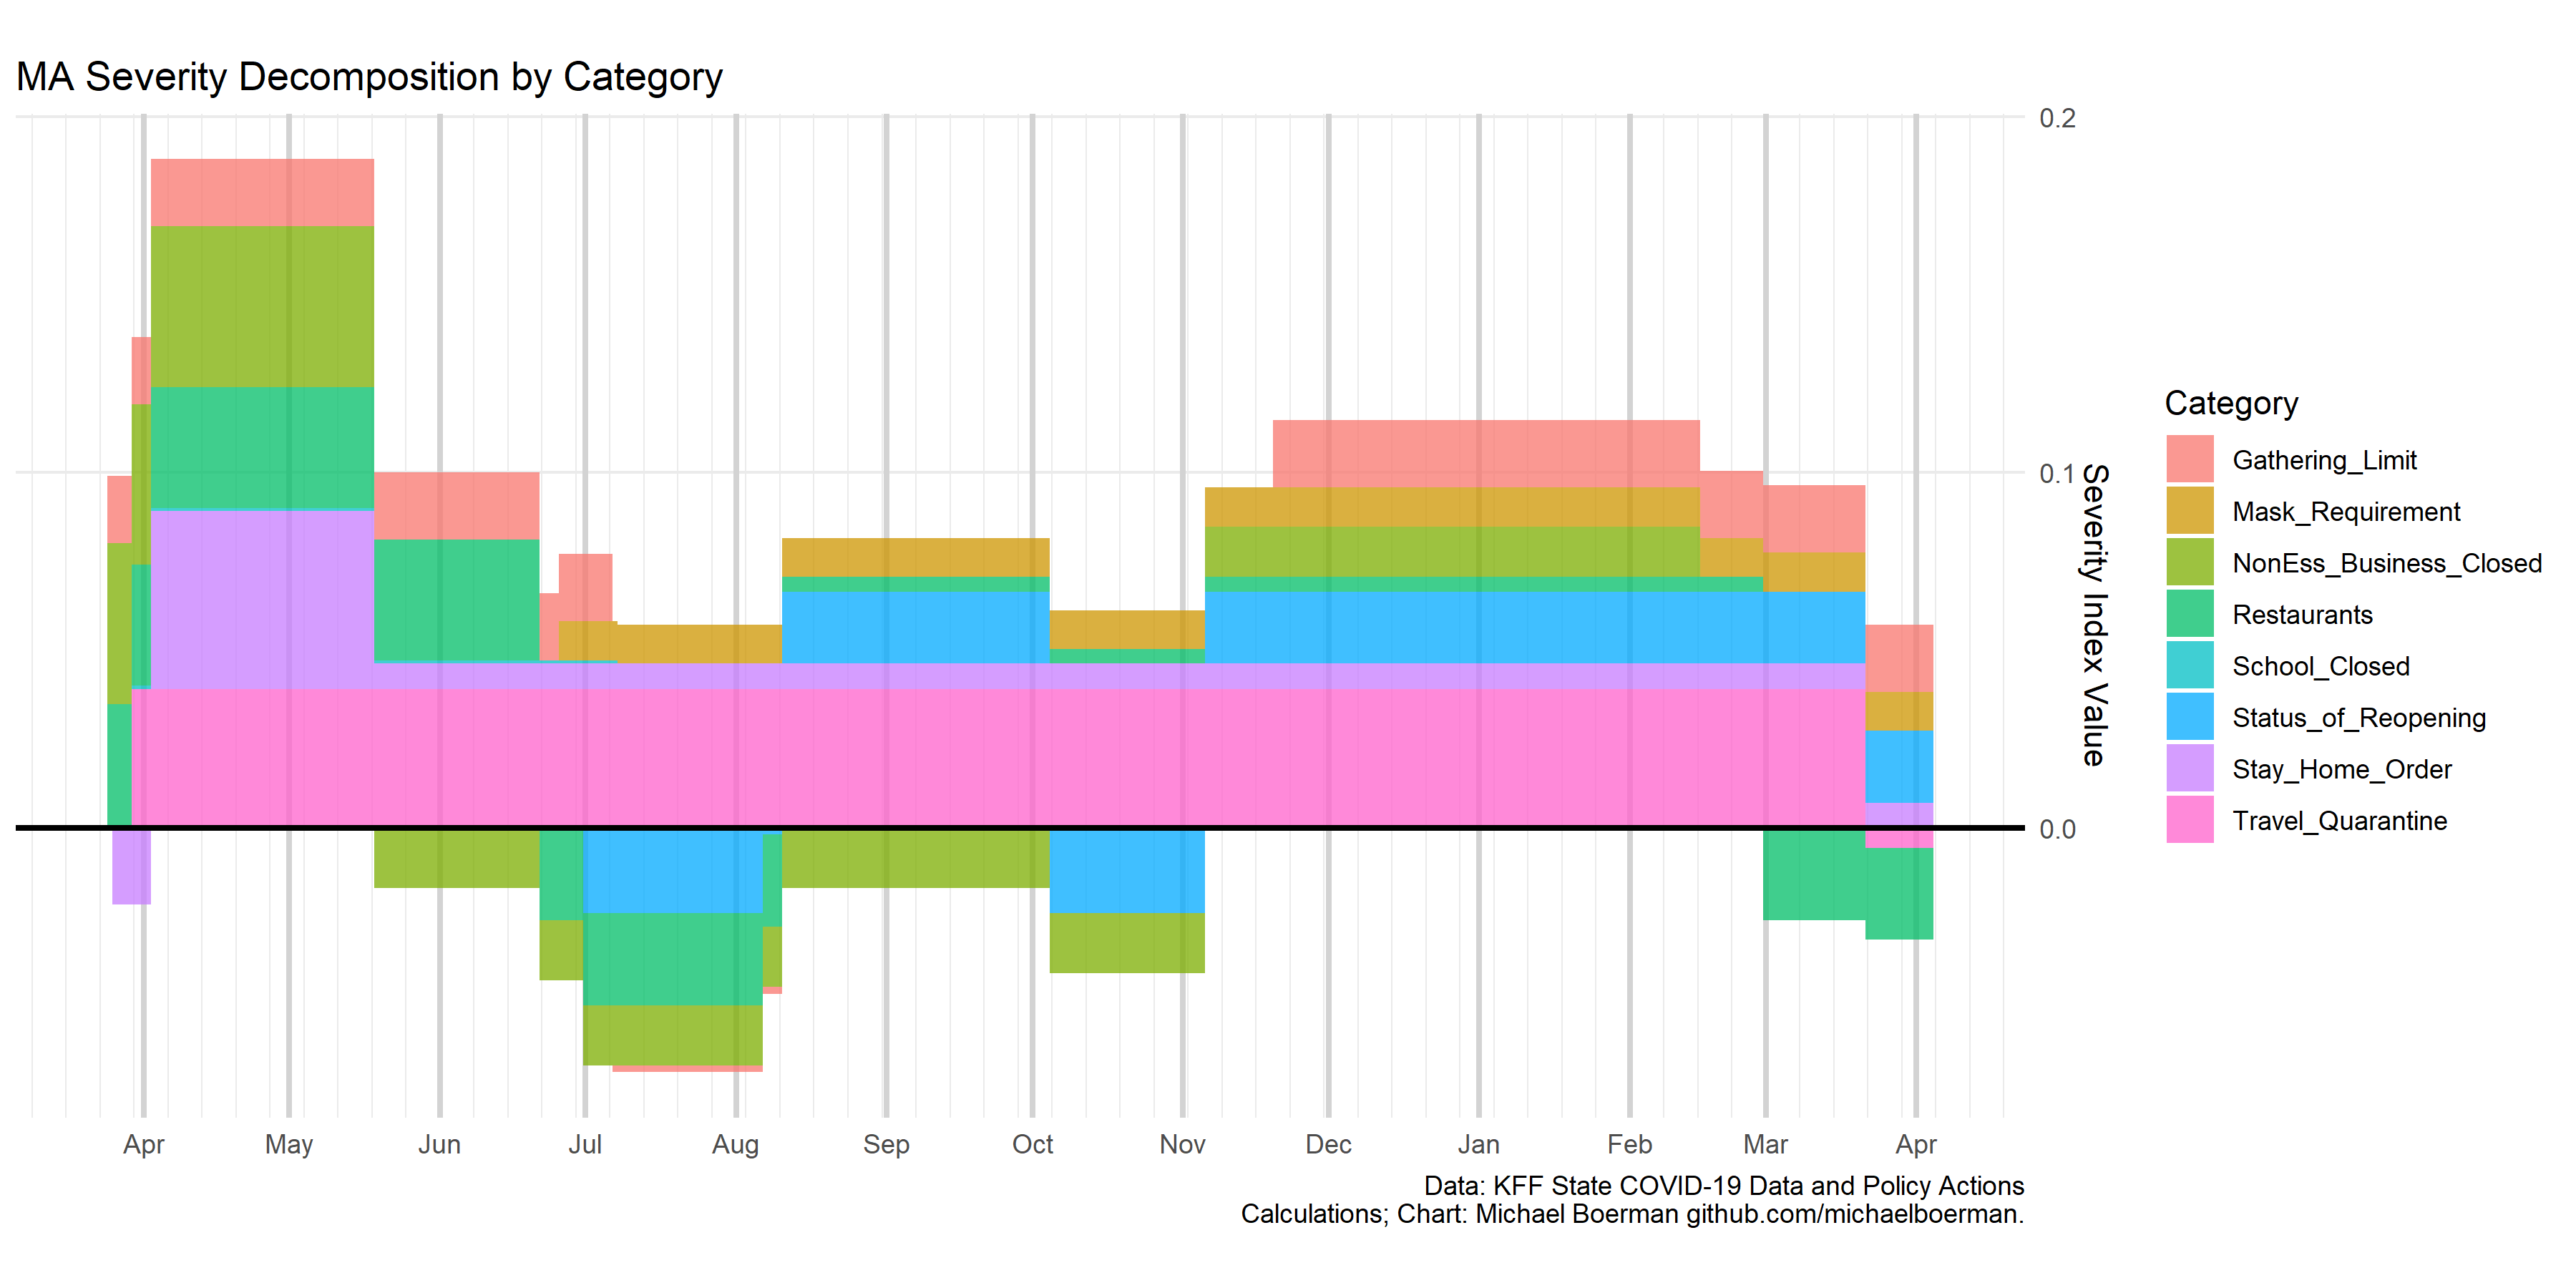 MA Severity Decomposition by Category
0.2
0.1
0.0
Severity Index Value
Category
Gathering_Limit
Mask_Requirement
NonEss_Business_Closed
Restaurants
School_Closed
Status_of_Reopening
Stay_Home_Order
Travel_Quarantine
Apr May Jun Jul Aug Sep Oct Nov Dec Jan Feb Mar Apr
Data: KFF State COVID-19 Data and Policy Actions
Calculations; Chart: Michael Boerman github.com/michaelboerman.